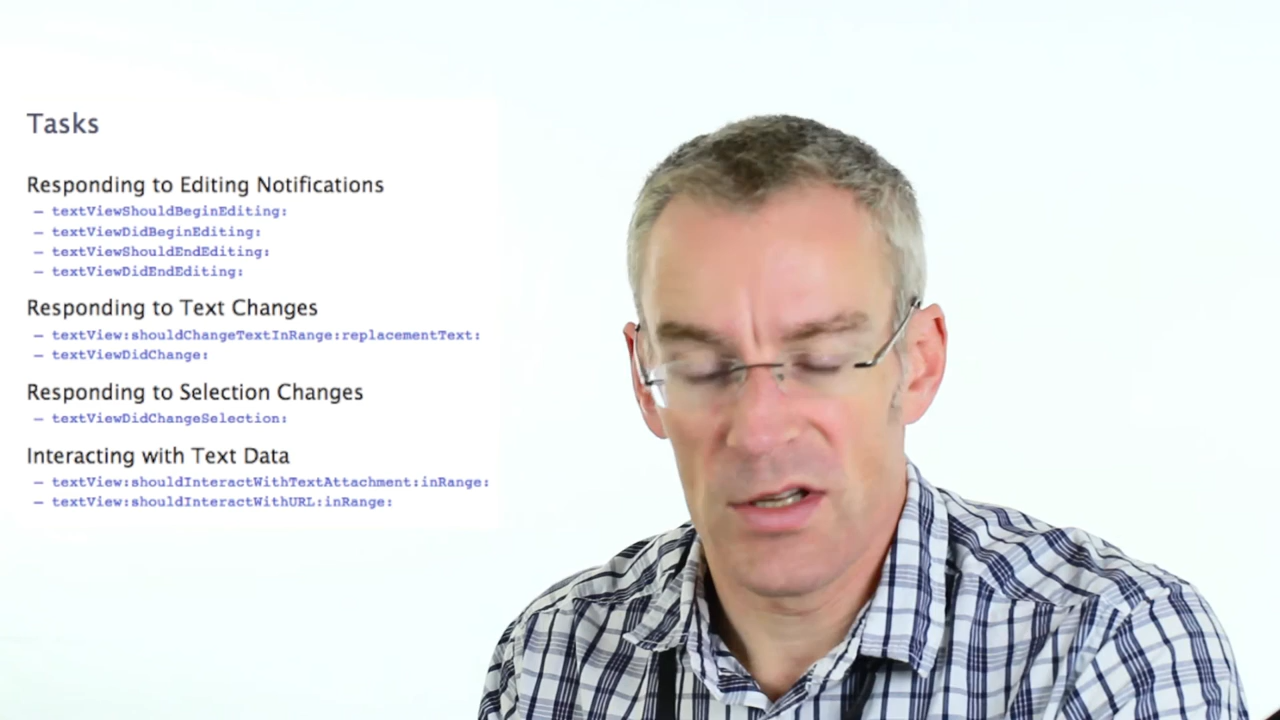 Tasks
Responding to Editing Notifications
– textViewShouldBeginEditing:
– textViewDidBeginEditing:
– textViewShouldEndEditing:
– textViewDidEndEditing:
Responding to Text Changes
– textView:shouldChangeTextInRange:replacementText:
– textViewDidChange:
Responding to Selection Changes
– textViewDidChangeSelection:
Interacting with Text Data
– textView:shouldInteractWithTextAttachment:inRange:
– textView:shouldInteractWithURL:inRange: